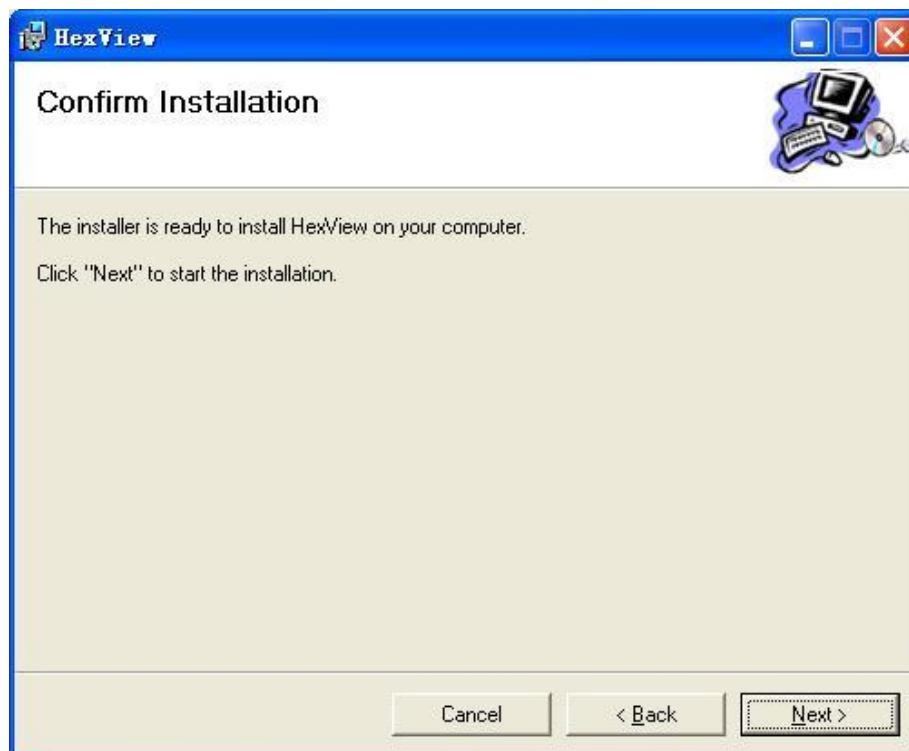 HexView
Confirm Installation
The installer is ready to install HexView on your computer.
Click "Next" to start the installation.
Cancel
< Back
Next >